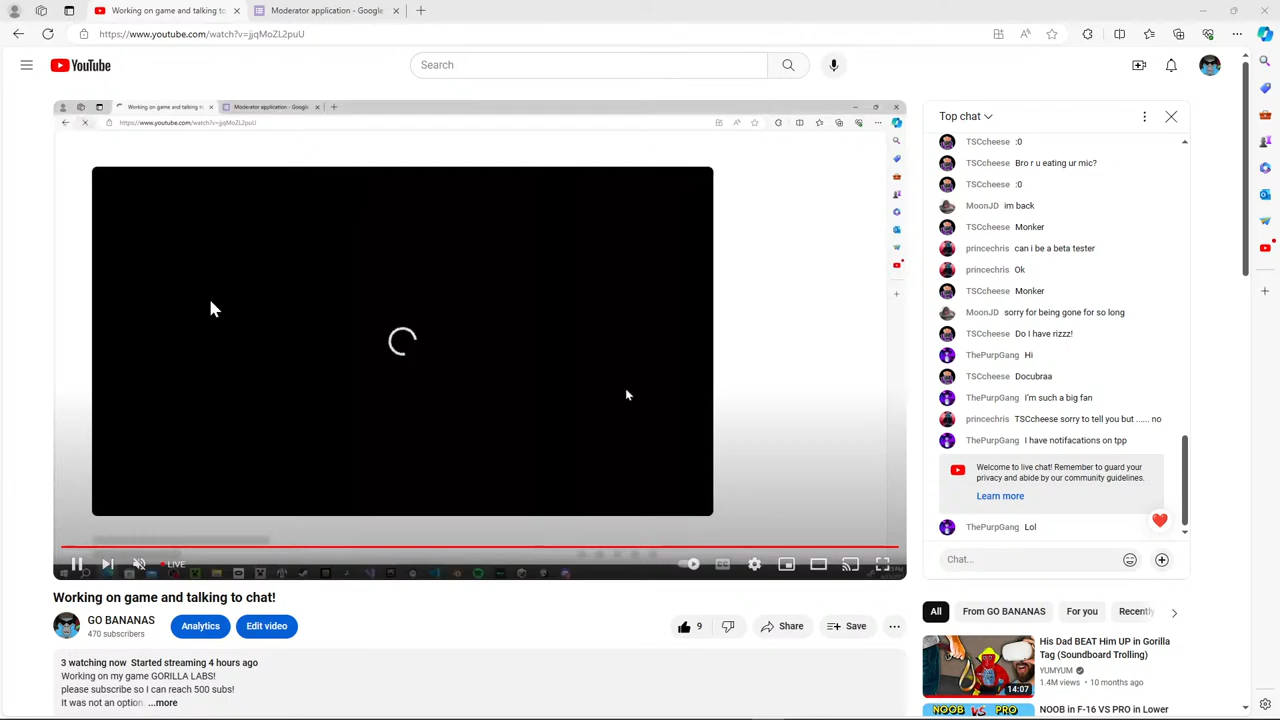 Working on game and talking to
Moderator application - Google
https://www.youtube.com/watch?v=jjqMoZL2puU
YouTube
Search
Working on game and talking to
Moderator application - Google
https://www.youtube.com/watch?v=jjqMoZL2puU
LIVE
Top chat
TSCcheese :0
TSCcheese Bro r u eating ur mic?
TSCcheese :0
MoonJD im back
TSCcheese Monker
princechris can i be a beta tester
princechris Ok
TSCcheese Monker
MoonJD sorry for being gone for so long
TSCcheese Do I have rizzz!
ThePurpGang Hi
TSCcheese Docubraa
ThePurpGang I'm such a big fan
princechris TSCcheese sorry to tell you but ...... no
ThePurpGang I have notifacations on tpp
Welcome to live chat! Remember to guard your
privacy and abide by our community guidelines.
Learn more
ThePurpGang Lol
Chat...
Working on game and talking to chat!
GO BANANAS
470 subscribers
Analytics
Edit video
9
Share
Save
3 watching now Started streaming 4 hours ago
Working on my game GORILLA LABS!
please subscribe so I can reach 500 subs!
It was not an option. ...more
All
From GO BANANAS
For you
Recently
His Dad BEAT Him UP in Gorilla
Tag (Soundboard Trolling)
YUMYUM
1.4M views • 10 months ago
14:07
NOOB in F-16 VS PRO in Lower
NOOB VS PRO